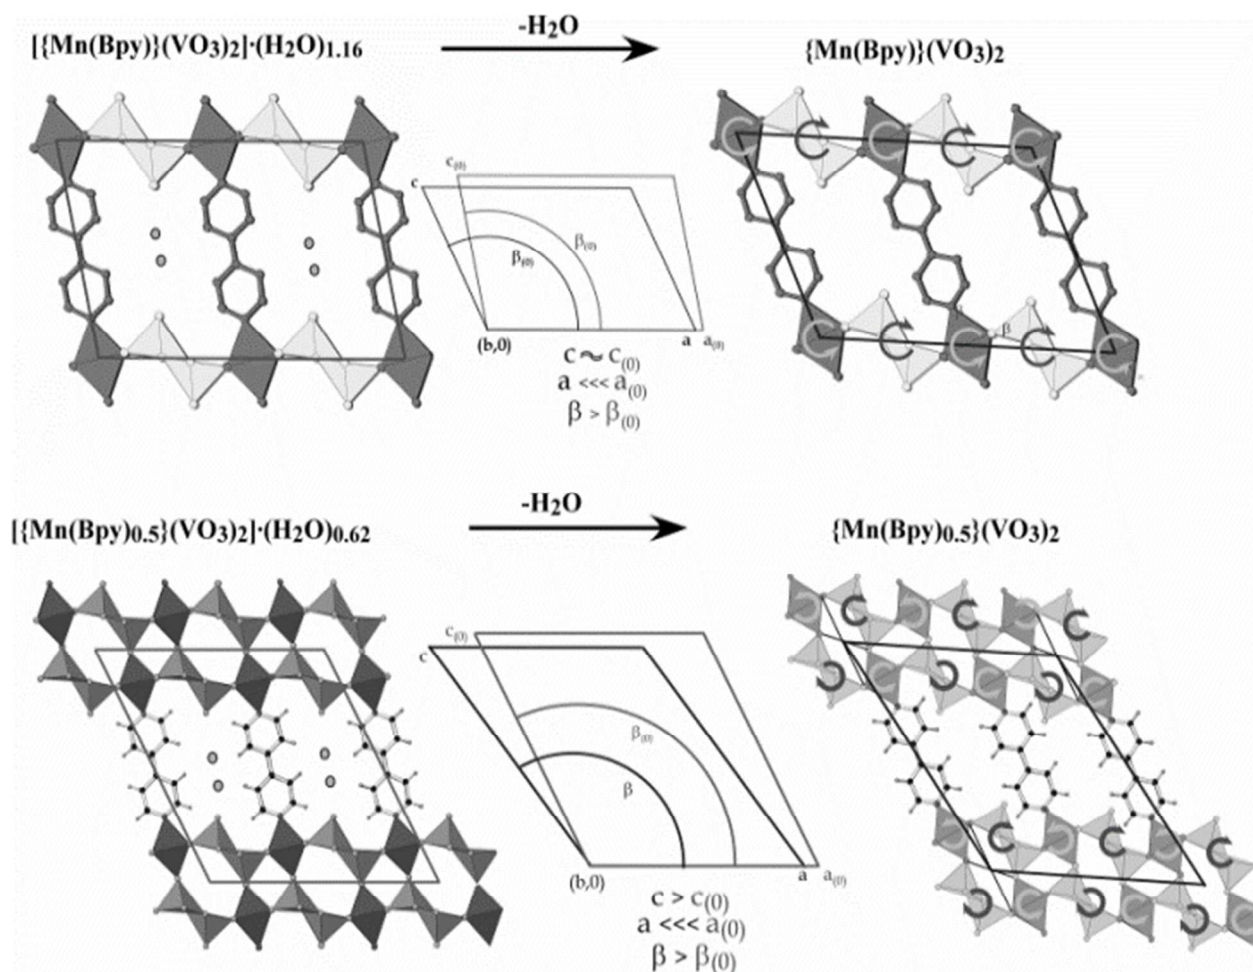 -H2O
[{Mn(Bpy)}(VO3)2]·(H2O)1.16
{Mn(Bpy)}(VO3)2
c(0)
c
β(0)
β(0)
(b,0)
a a(0)
c ~ c(0)
a <<< a(0)
β > β(0)
β
-H2O
[{Mn(Bpy)0.5}(VO3)2]·(H2O)0.62
{Mn(Bpy)0.5}(VO3)2
c(0)
c
β(0)
β
(b,0)
a a(0)
c > c(0)
a <<< a(0)
β > β(0)